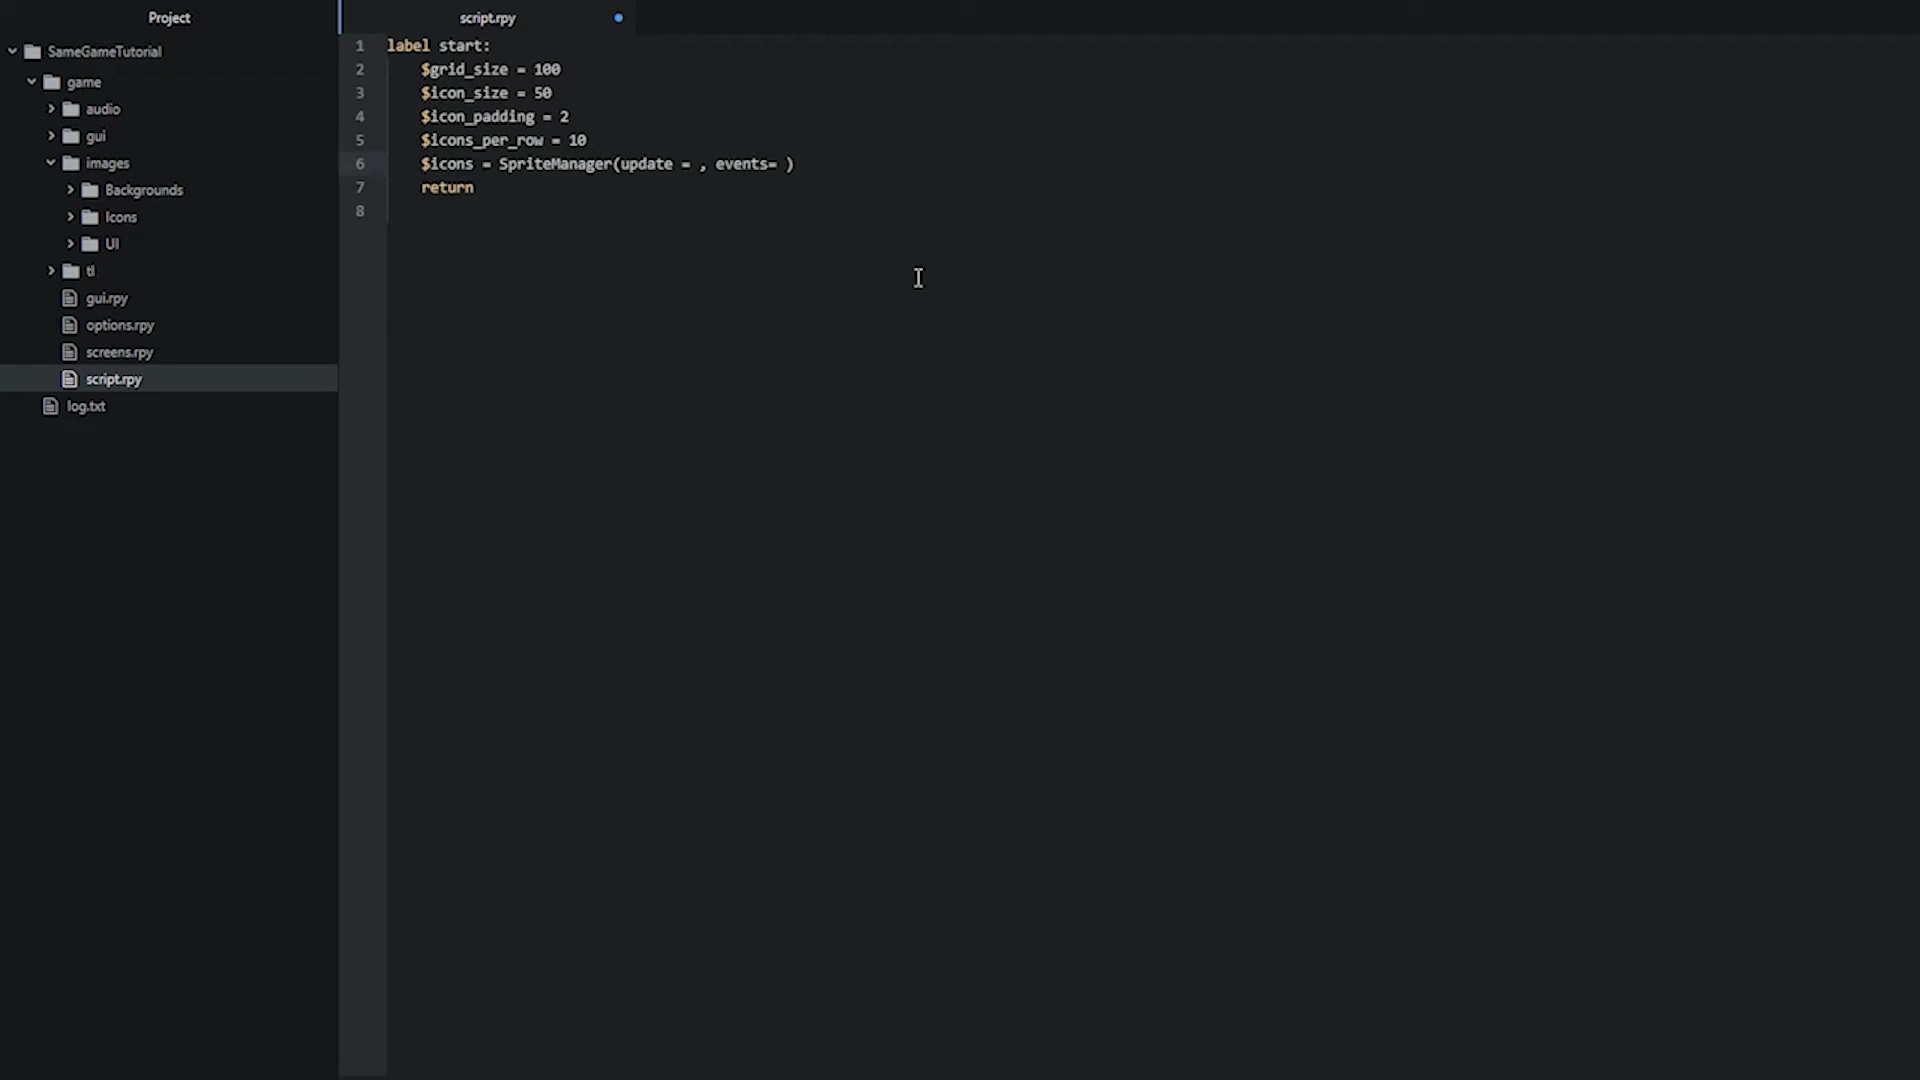 Project
SameGameTutorial
game
audio
gui
images
Backgrounds
Icons
UI
tl
gui.rpy
options.rpy
screens.rpy
script.rpy
log.txt
script.rpy
1 label start:
2     $grid_size = 100
3     $icon_size = 50
4     $icon_padding = 2
5     $icons_per_row = 10
6     $icons = SpriteManager(update = , events= )
7     return
8